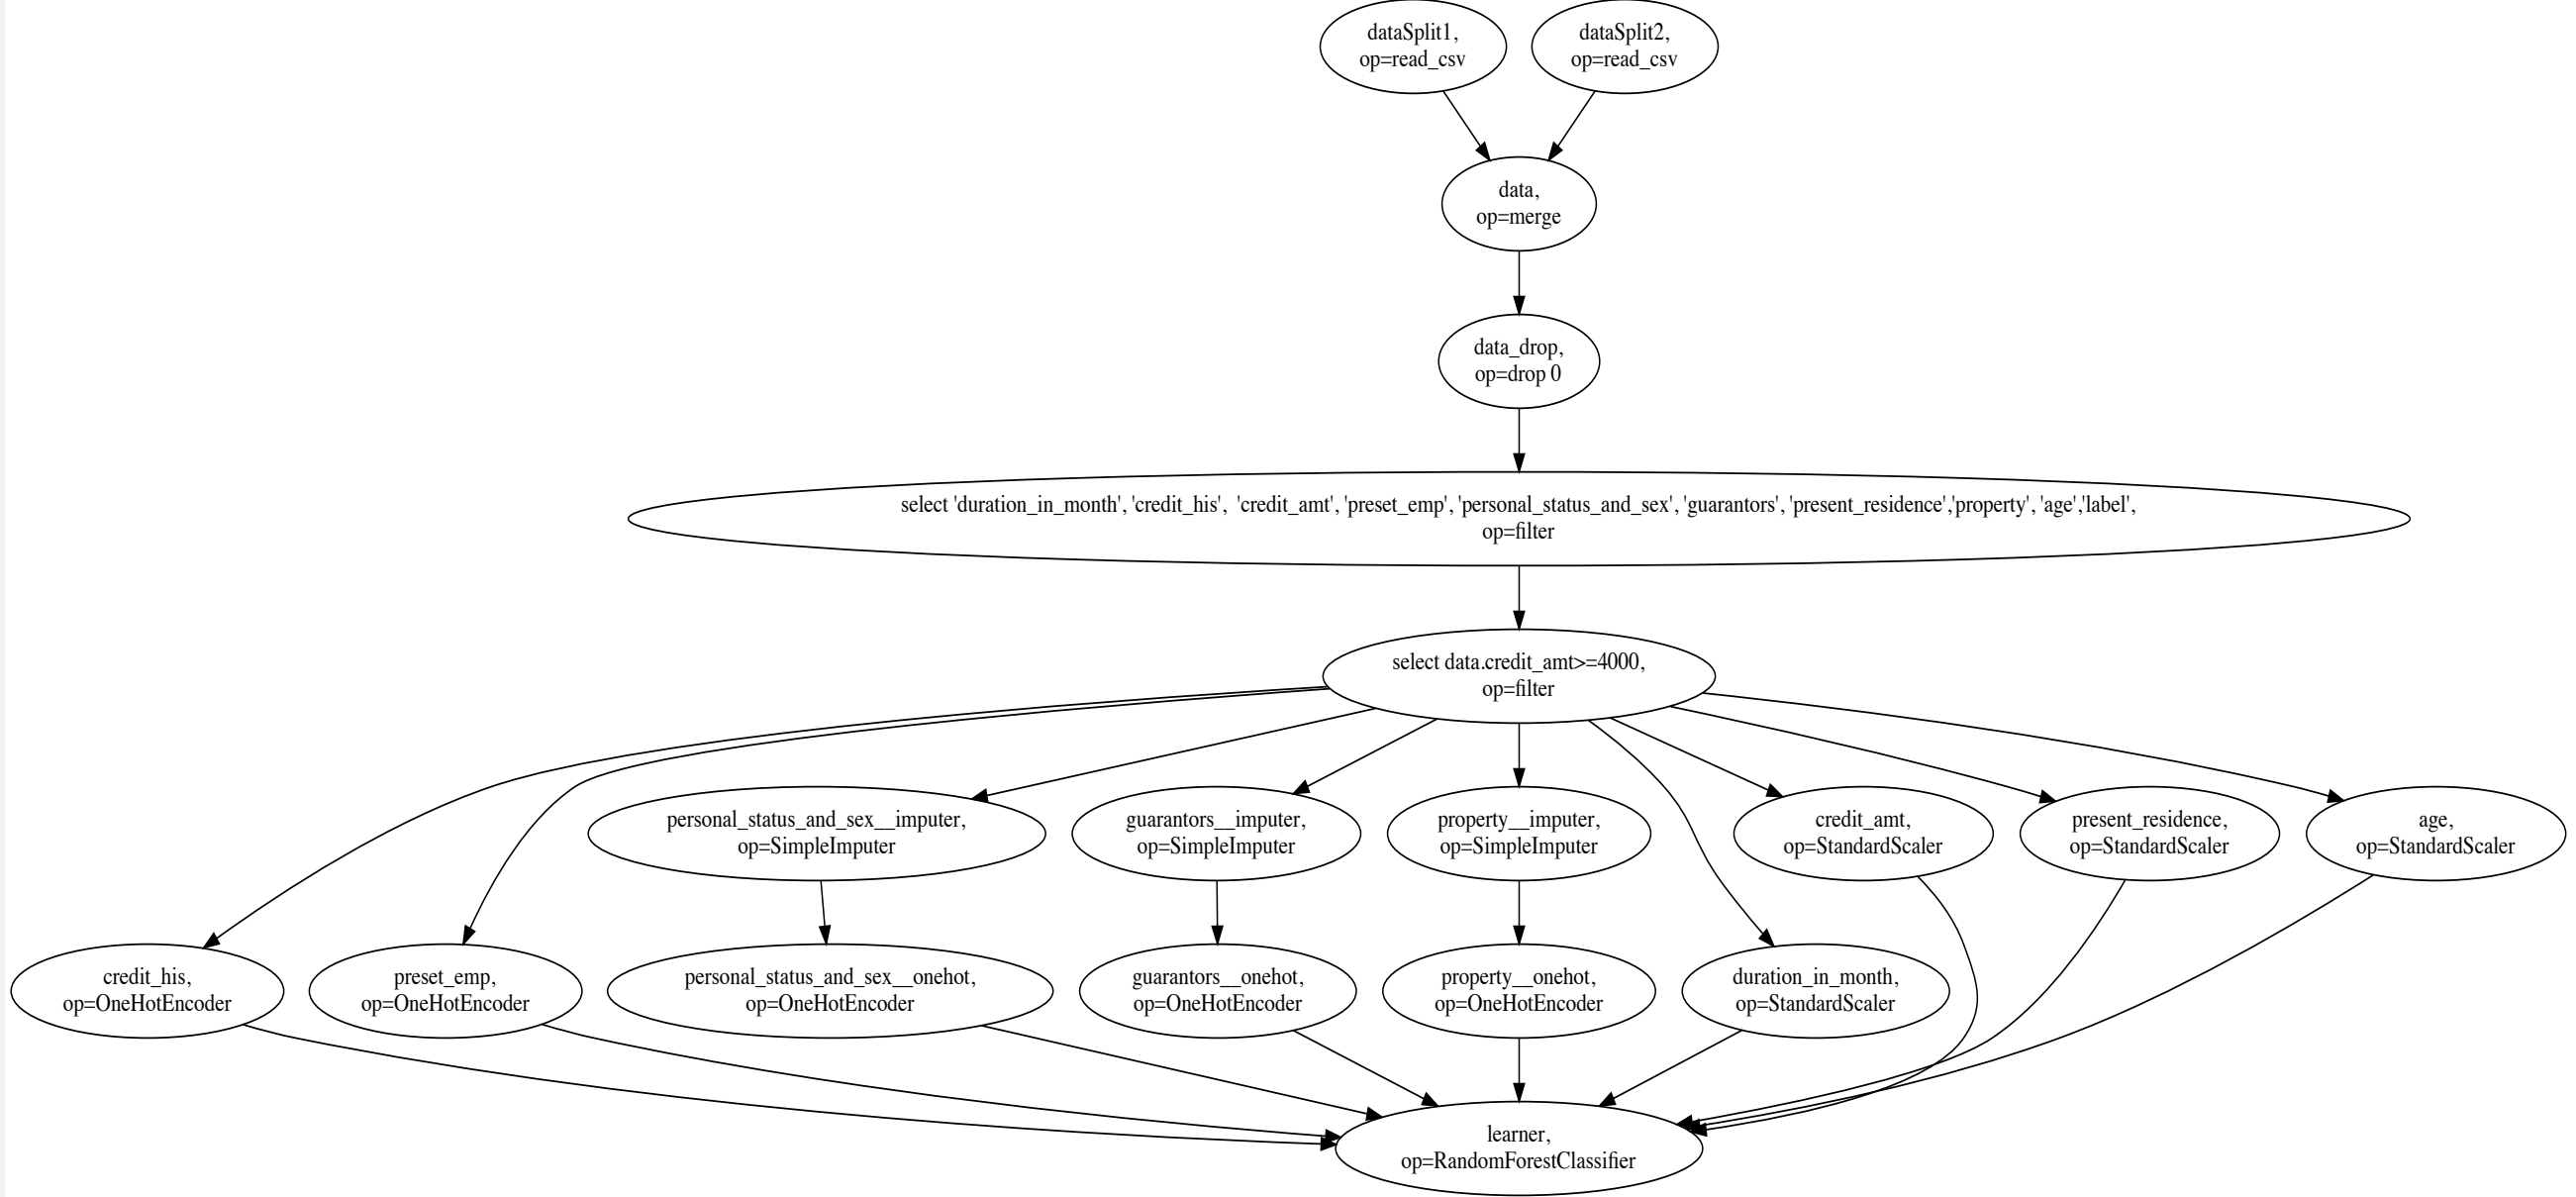 dataSplit1,
op=read_csv
dataSplit2,
op=read_csv
data,
op=merge
data_drop,
op=drop 0
select 'duration_in_month', 'credit_his',  'credit_amt', 'preset_emp', 'personal_status_and_sex', 'guarantors', 'present_residence','property', 'age','label',
op=filter
select data.credit_amt>=4000,
op=filter
personal_status_and_sex__imputer,
op=SimpleImputer
guarantors__imputer,
op=SimpleImputer
property__imputer,
op=SimpleImputer
credit_amt,
op=StandardScaler
present_residence,
op=StandardScaler
age,
op=StandardScaler
credit_his,
op=OneHotEncoder
preset_emp,
op=OneHotEncoder
personal_status_and_sex__onehot,
op=OneHotEncoder
guarantors__onehot,
op=OneHotEncoder
property__onehot,
op=OneHotEncoder
duration_in_month,
op=StandardScaler
learner,
op=RandomForestClassifier